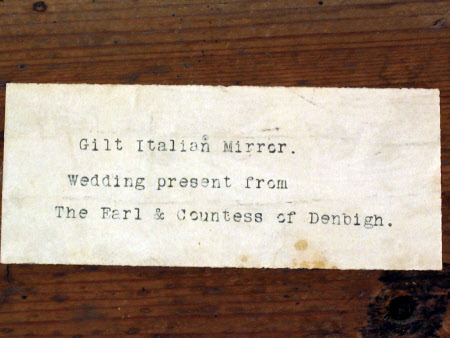 Gilt Italian Mirror.
Wedding present from
The Earl & Countess of Denbigh.